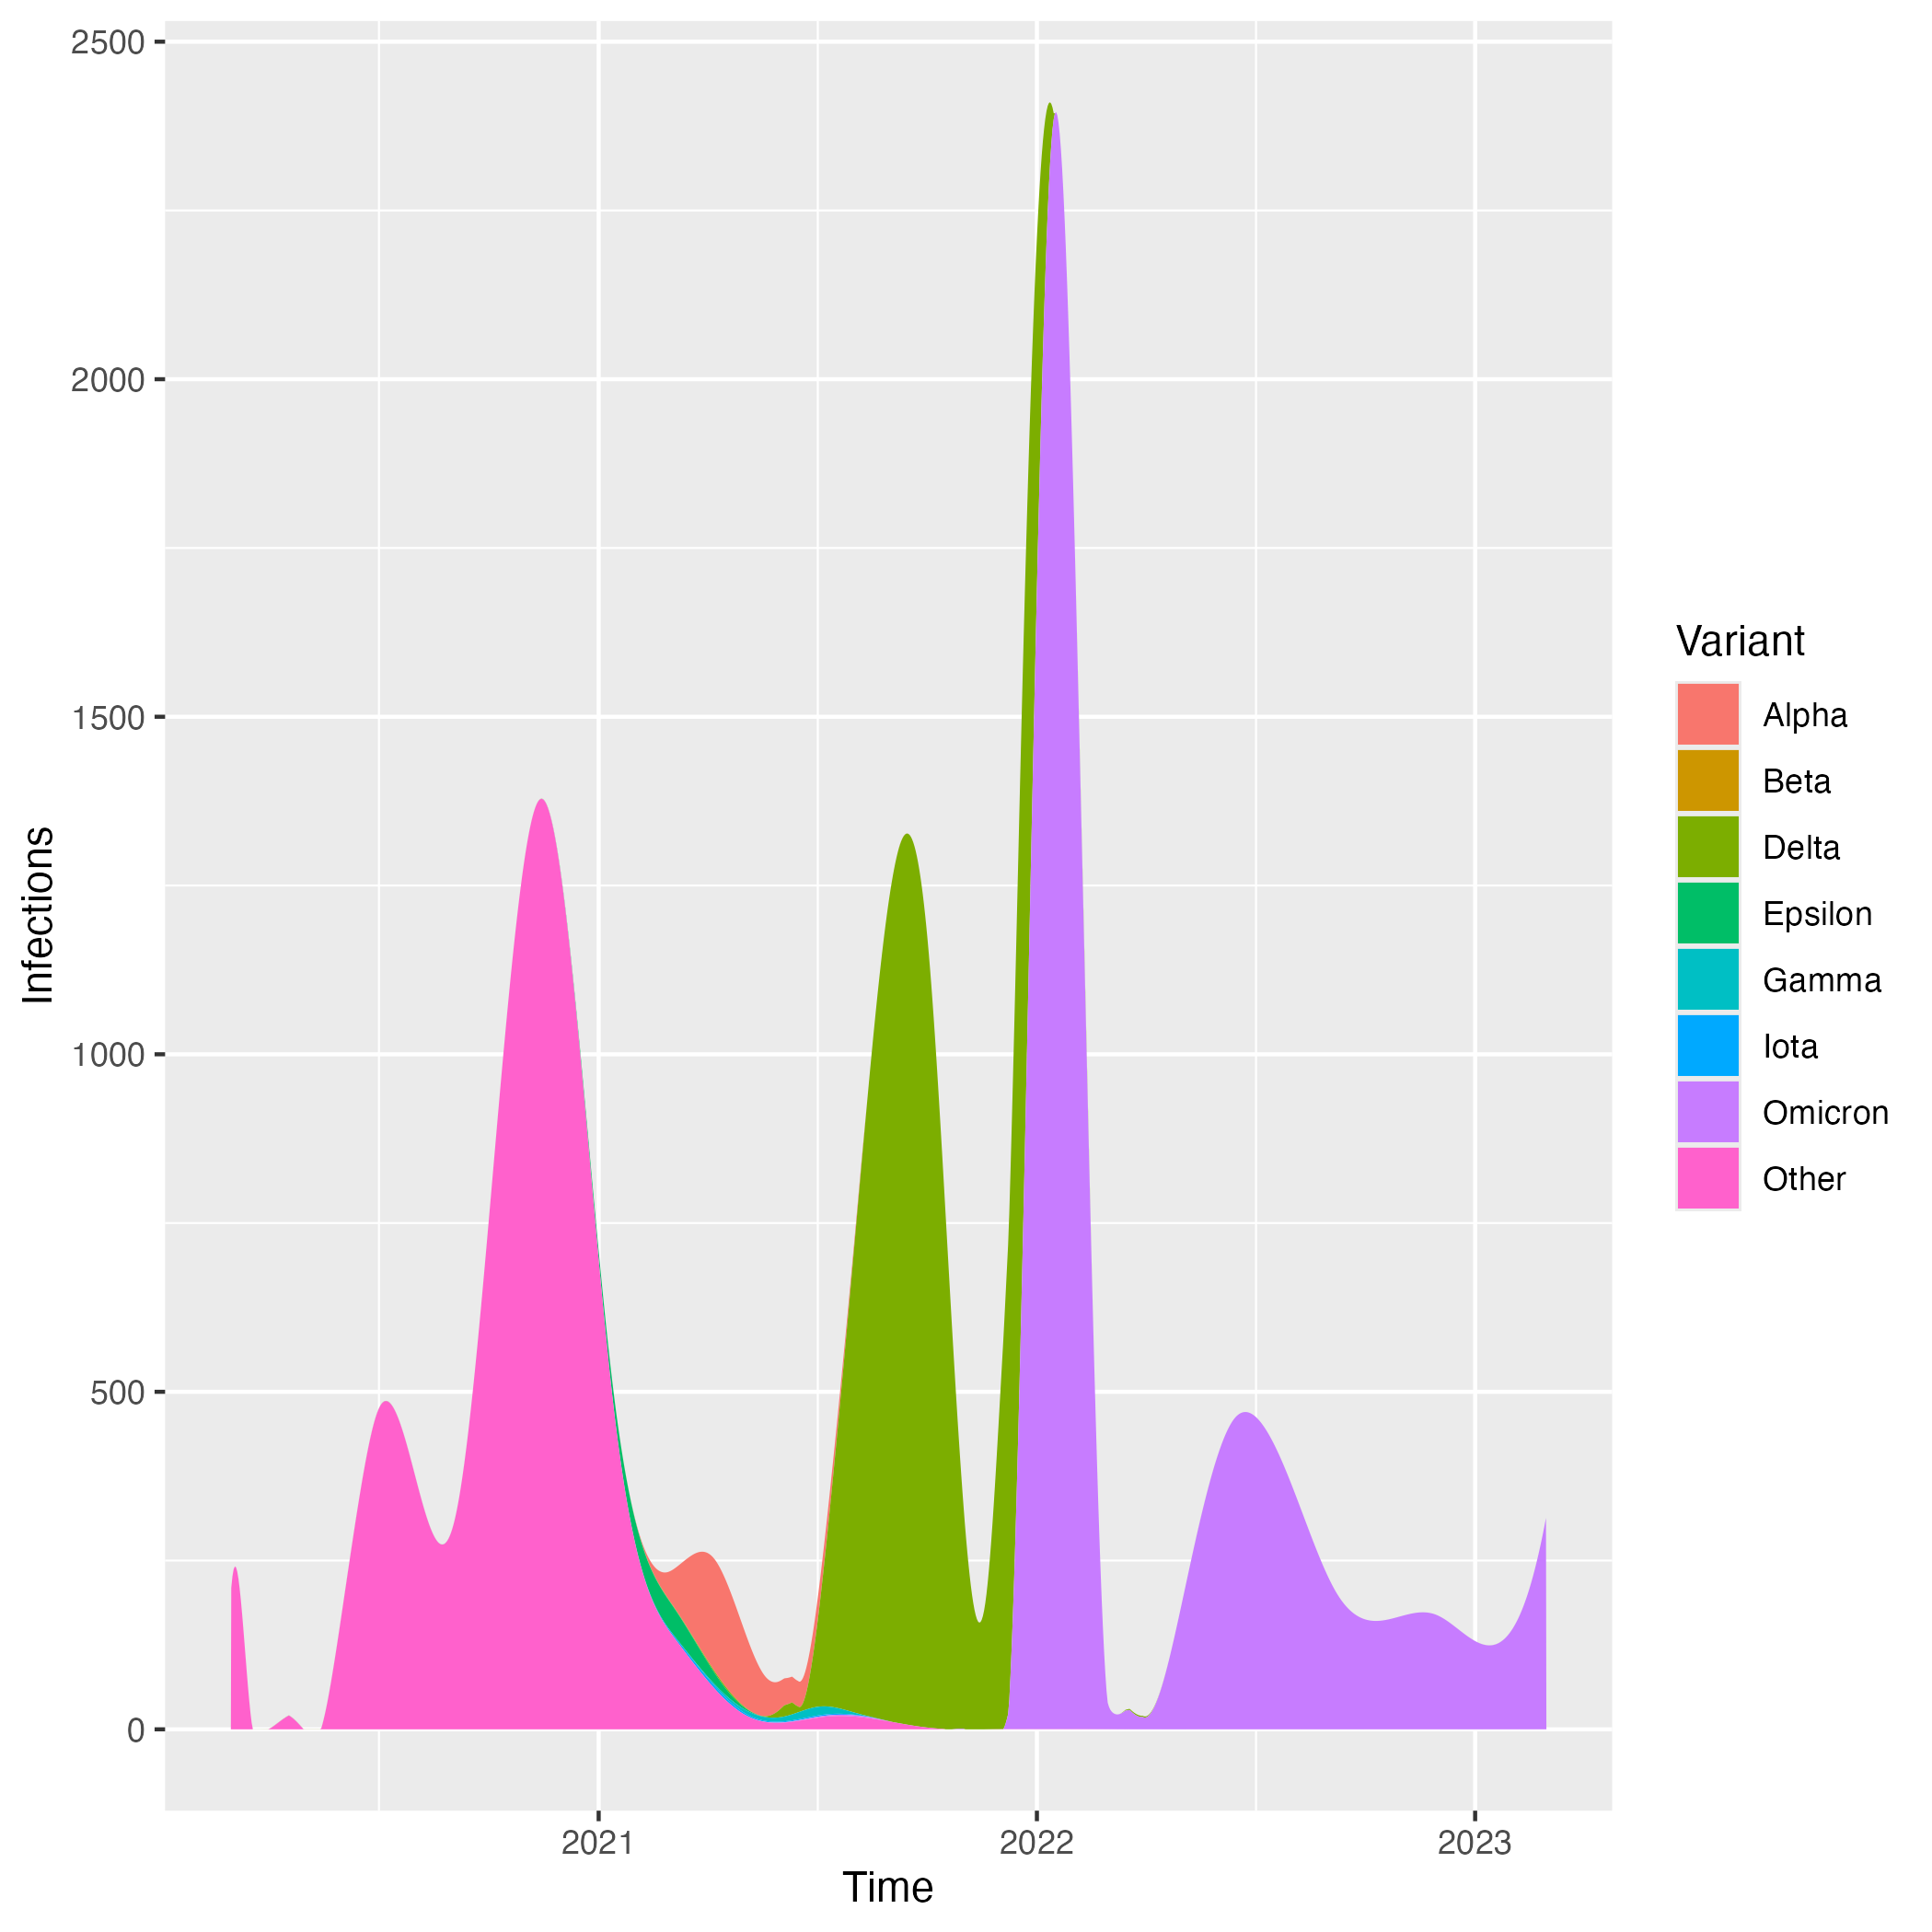 2500
2000
1500
1000
500
0
Infections
2021
2022
2023
Time
Variant
Alpha
Beta
Delta
Epsilon
Gamma
Iota
Omicron
Other